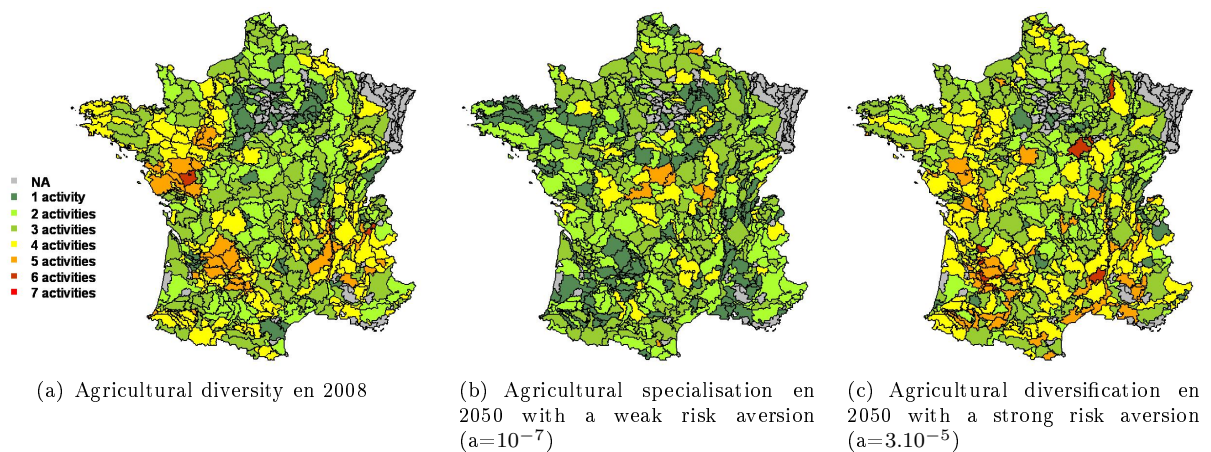 NA
1 activity
2 activities
3 activities
4 activities
5 activities
6 activities
7 activities
(a) Agricultural diversity en 2008
(b) Agricultural specialisation en
2050 with a weak risk aversion
(a=10⁻⁷)
(c) Agricultural diversification en
2050 with a strong risk aversion
(a=3.10⁻⁵)